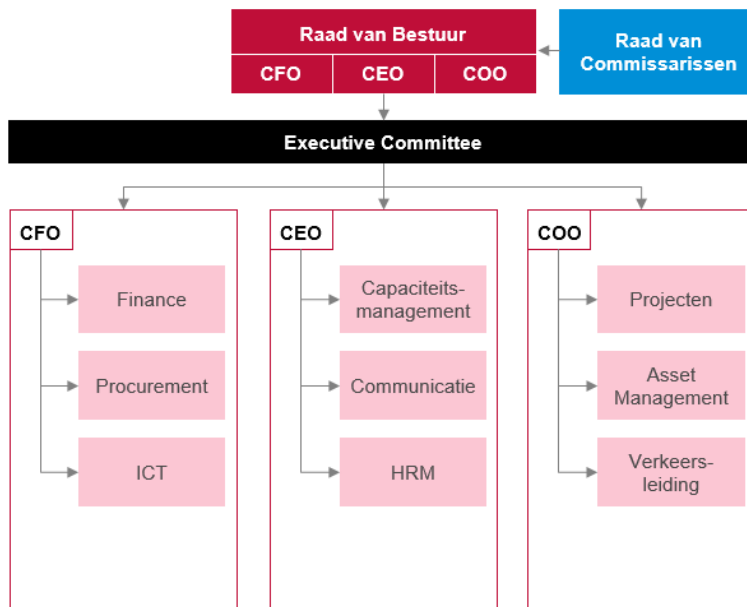 Raad van Bestuur
CFO
CEO
COO
Raad van
Commissarissen
Executive Committee
CFO
Finance
Procurement
ICT
CEO
Capaciteits-
management
Communicatie
HRM
COO
Projecten
Asset
Management
Verkeers-
leiding